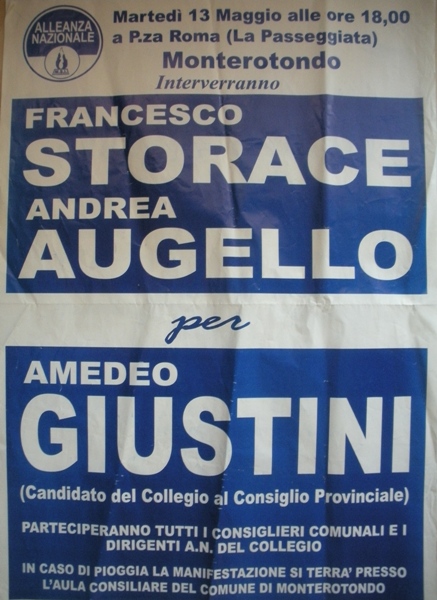 ALLEANZA
NAZIONALE
Martedì 13 Maggio alle ore 18,00
a P.za Roma (La Passeggiata)
Monterotondo
Interverranno
FRANCESCO
STORACE
ANDREA
AUGELLO
per
AMEDEO
GIUSTINI
(Candidato del Collegio al Consiglio Provinciale)
PARTECIPERANNO TUTTI I CONSIGLIERI COMUNALI E I
DIRIGENTI A.N. DEL COLLEGIO
IN CASO DI PIOGGIA LA MANIFESTAZIONE SI TERRA' PRESSO
L'AULA CONSILIARE DEL COMUNE DI MONTEROTONDO